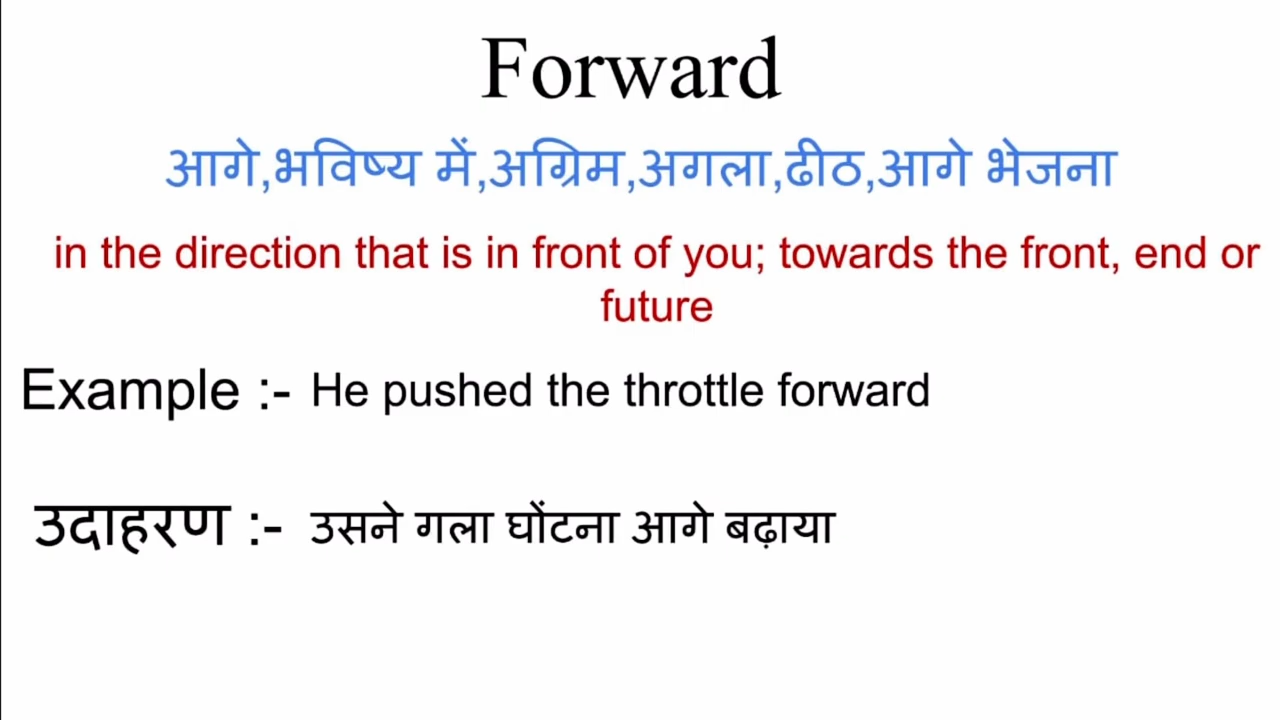 Forward
आगे,भविष्य में,अग्रिम,अगला,ढीठ,आगे भेजना
in the direction that is in front of you; towards the front, end or
future
Example :- He pushed the throttle forward
उदाहरण :- उसने गला घोंटना आगे बढ़ाया